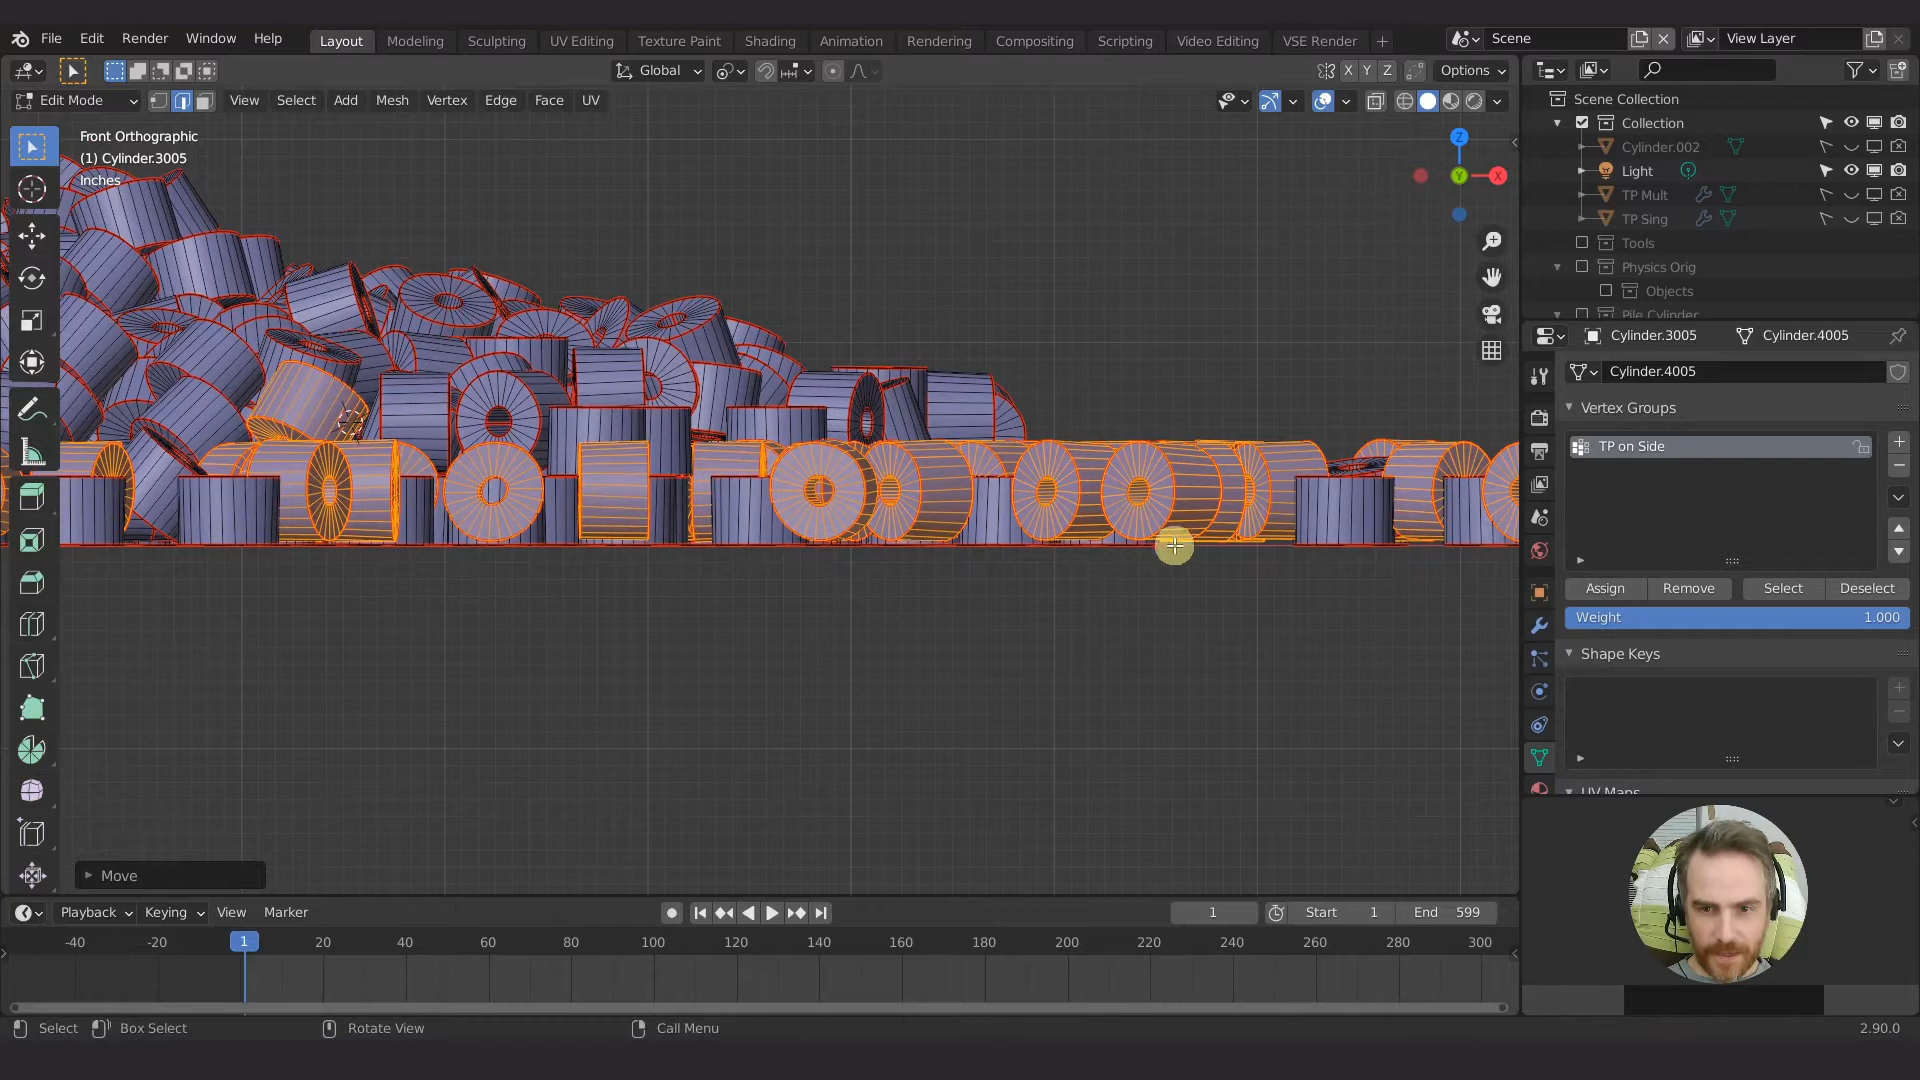 File Edit Render Window Help
Layout Modeling Sculpting UV Editing Texture Paint Shading Animation Rendering Compositing Scripting Video Editing VSE Render +
Scene
View Layer
Global
X Y Z Options
Edit Mode
View Select Add Mesh Vertex Edge Face UV
Front Orthographic
(1) Cylinder.3005
Inches
Z
Y
X
Scene Collection
Collection
Cylinder.002
Light
TP Mult
TP Sing
Tools
Physics Orig
Objects
Pile Cylinder
Cylinder.3005 Cylinder.4005
Cylinder.4005
Vertex Groups
TP on Side
Assign Remove Select Deselect
Weight 1.000
Shape Keys
UV Maps
Move
Playback Keying View Marker
1 Start 1 End 599
-40 -20 1 20 40 60 80 100 120 140 160 180 200 220 240 260 280 300
Select Box Select Rotate View Call Menu 2.90.0